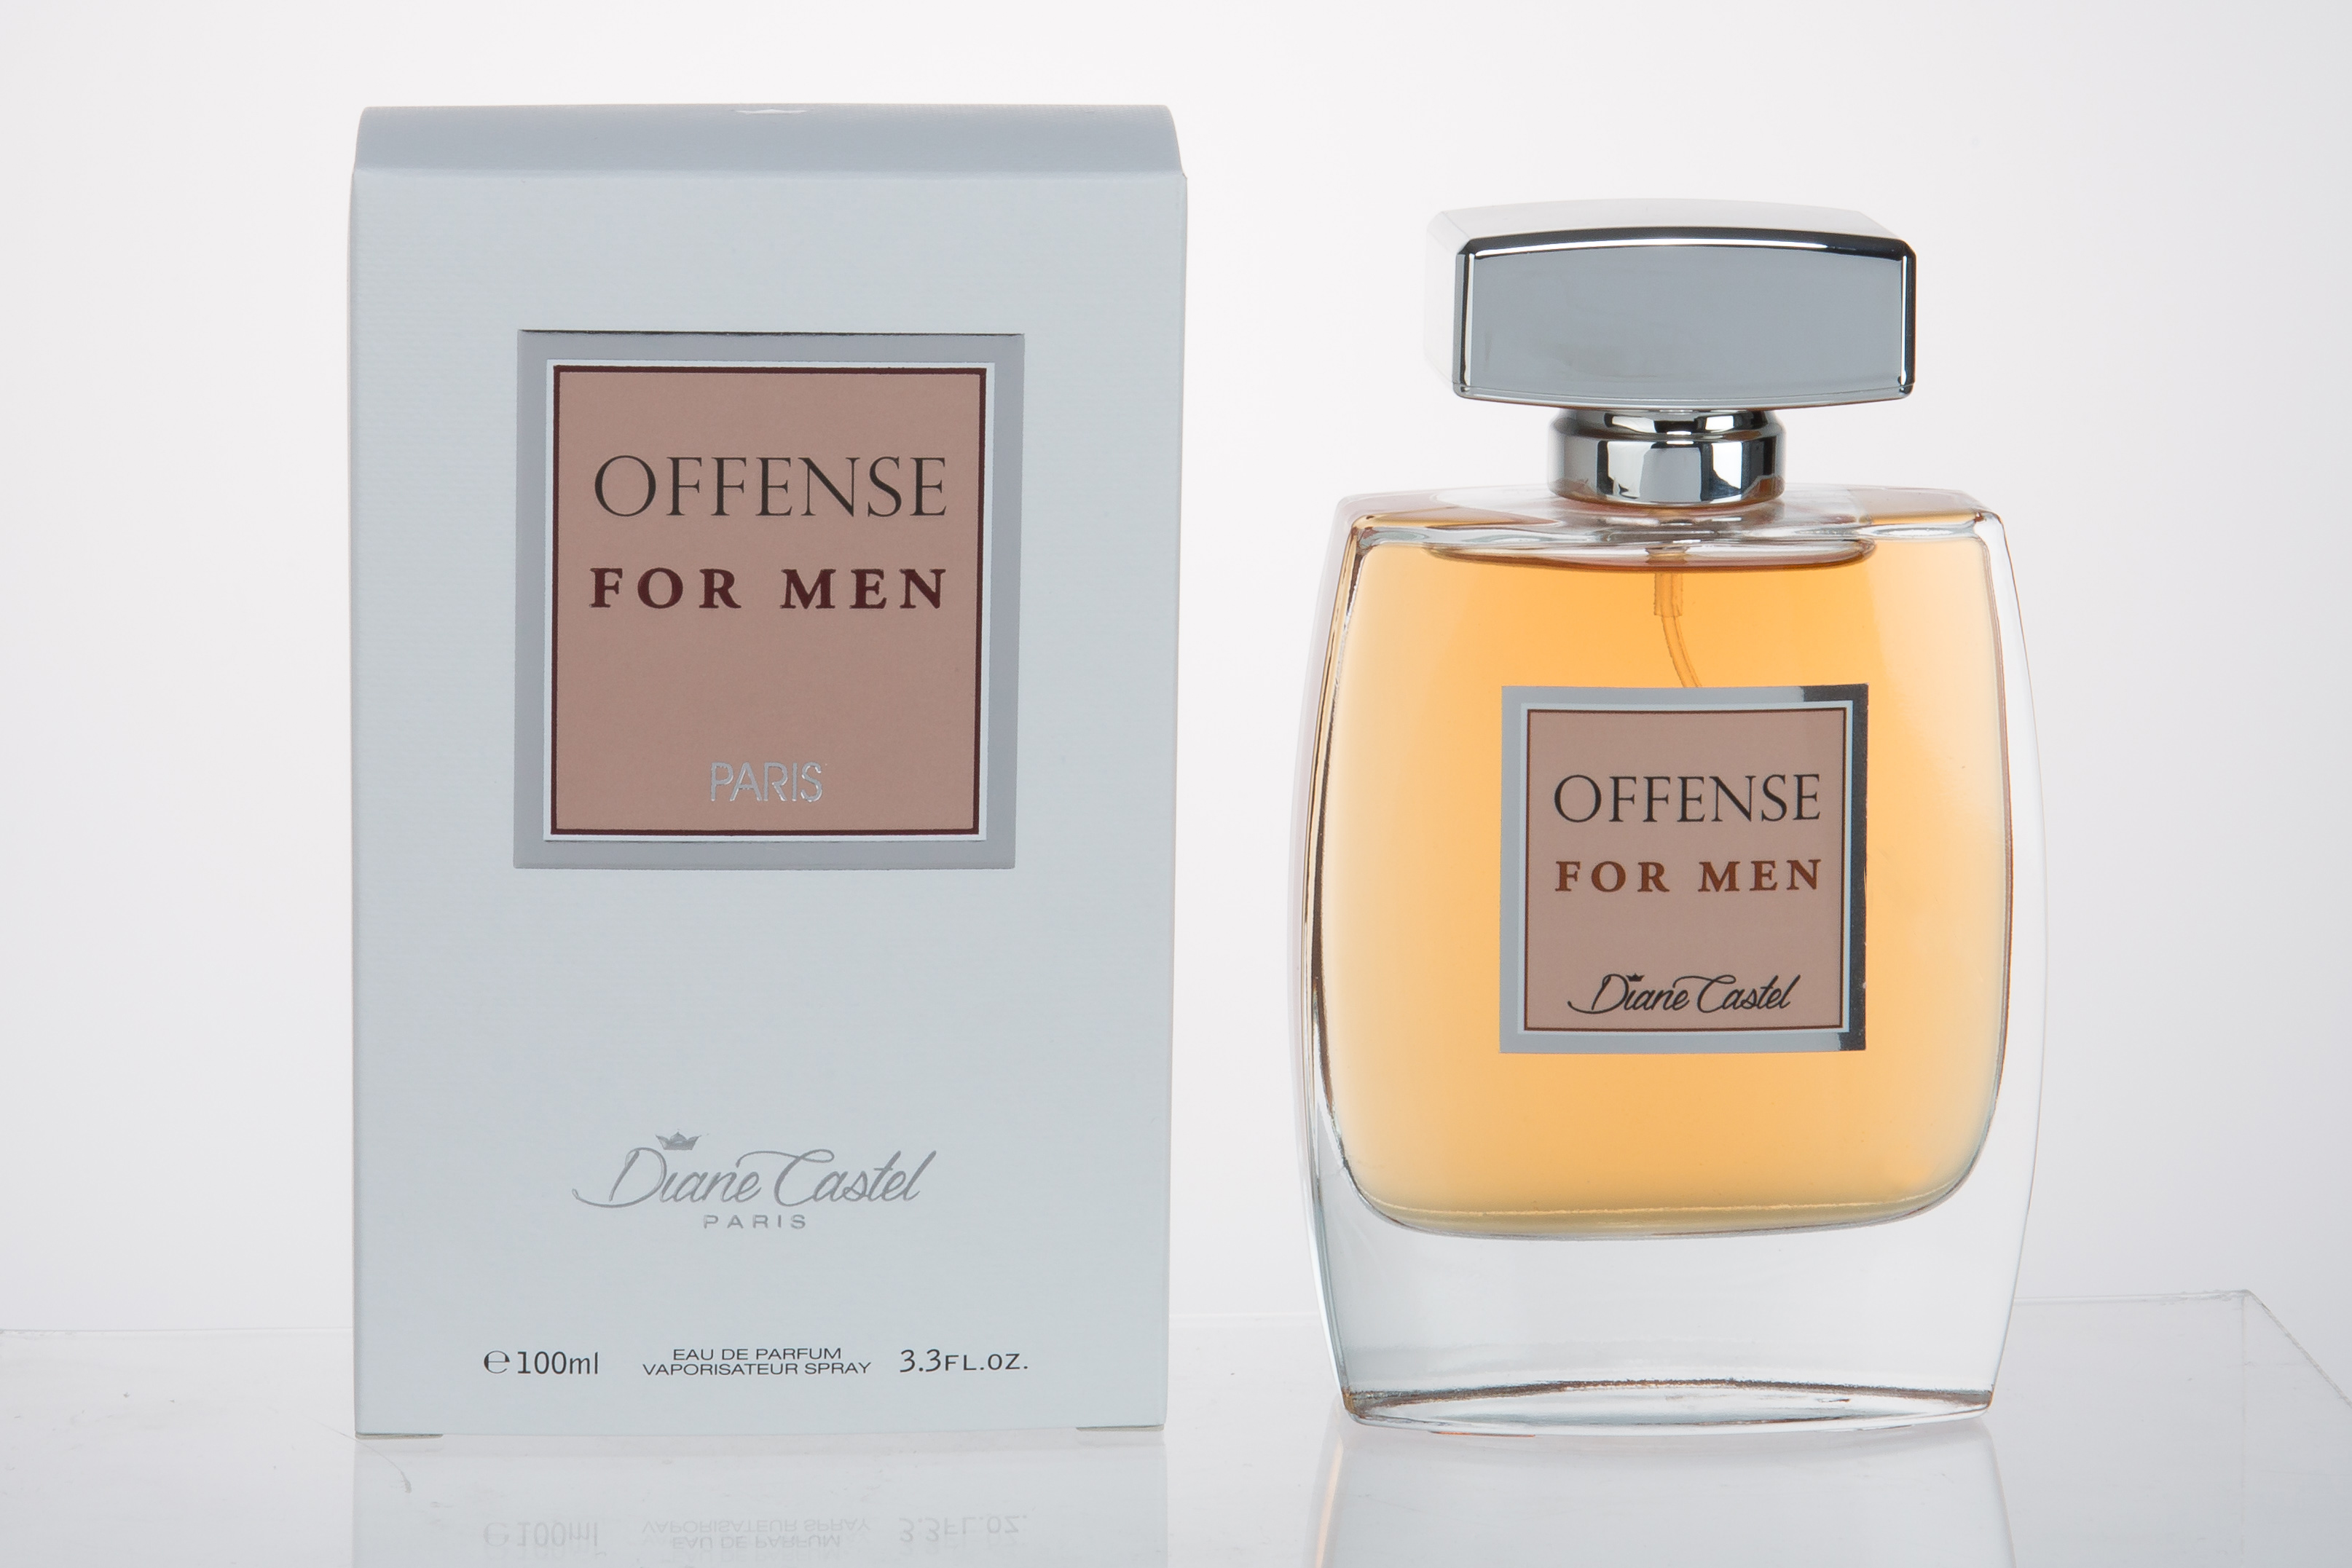 OFFENSE
FOR MEN
PARIS
Diane Castel
PARIS
℮100ml
EAU DE PARFUM
VAPORISATEUR SPRAY
3.3FL.OZ.
OFFENSE
FOR MEN
Diane Castel